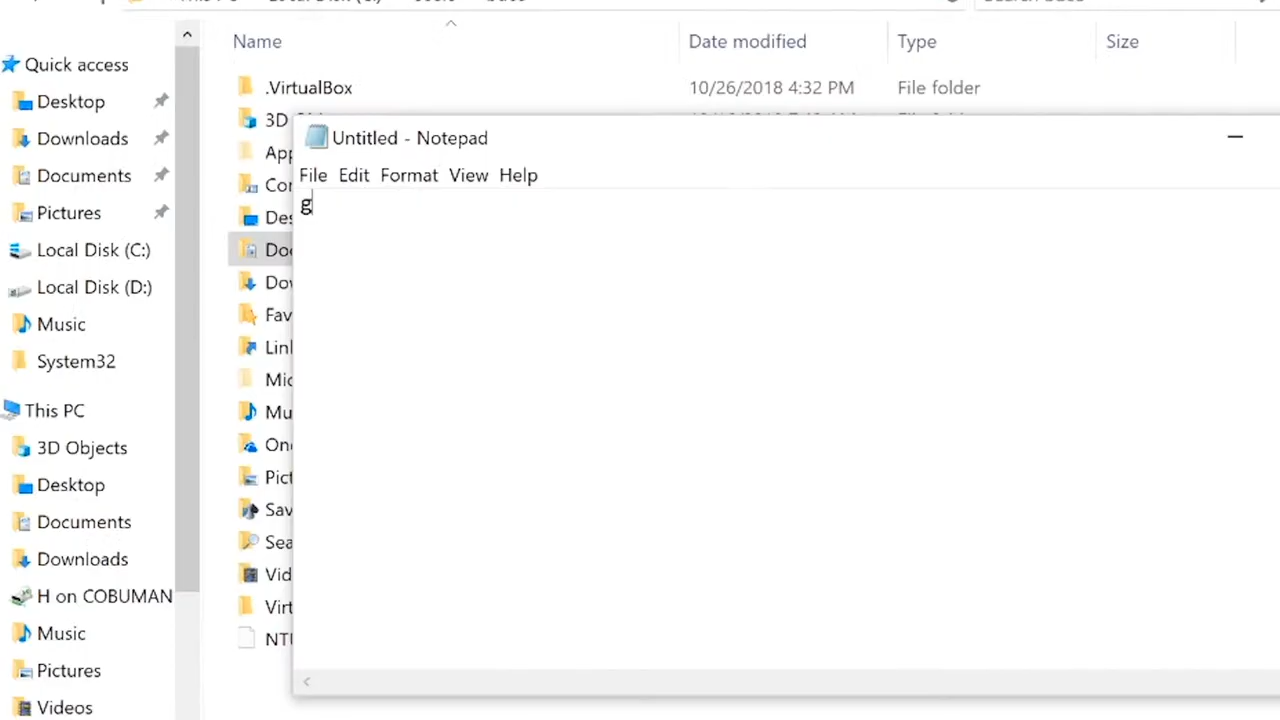 Name Date modified Type Size
Quick access
Desktop
Downloads
Documents
Pictures
Local Disk (C:)
Local Disk (D:)
Music
System32
This PC
3D Objects
Desktop
Documents
Downloads
H on COBUMAN
Music
Pictures
Videos
.VirtualBox 10/26/2018 4:32 PM File folder
3D
App
Con
Des
Doc
Dow
Fav
Link
Mic
Mu
One
Pict
Sav
Sea
Vid
Virt
NTU
Untitled - Notepad
File Edit Format View Help
g